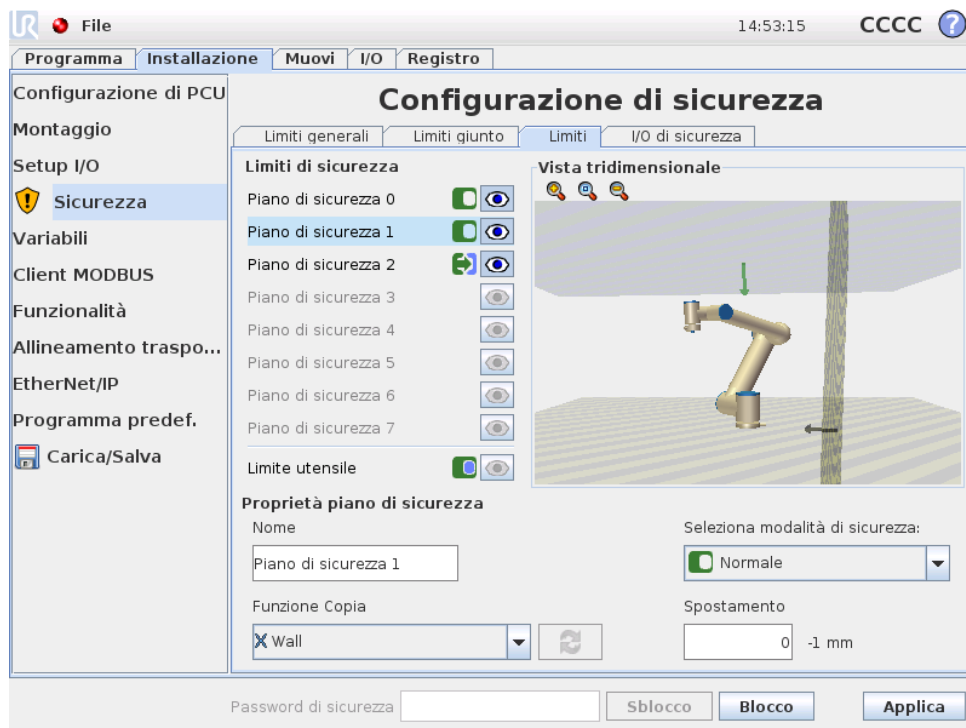 UR File 14:53:15 CCCC ?
Programma Installazione Muovi I/O Registro
Configurazione di PCU
Montaggio
Setup I/O
Sicurezza
Variabili
Client MODBUS
Funzionalità
Allineamento traspo...
EtherNet/IP
Programma predef.
Carica/Salva
Configurazione di sicurezza
Limiti generali Limiti giunto Limiti I/O di sicurezza
Limiti di sicurezza
Piano di sicurezza 0
Piano di sicurezza 1
Piano di sicurezza 2
Piano di sicurezza 3
Piano di sicurezza 4
Piano di sicurezza 5
Piano di sicurezza 6
Piano di sicurezza 7
Limite utensile
Vista tridimensionale
Proprietà piano di sicurezza
Nome
Piano di sicurezza 1
Seleziona modalità di sicurezza:
Normale
Funzione Copia
Wall
Spostamento
0 -1 mm
Password di sicurezza Sblocco Blocco Applica